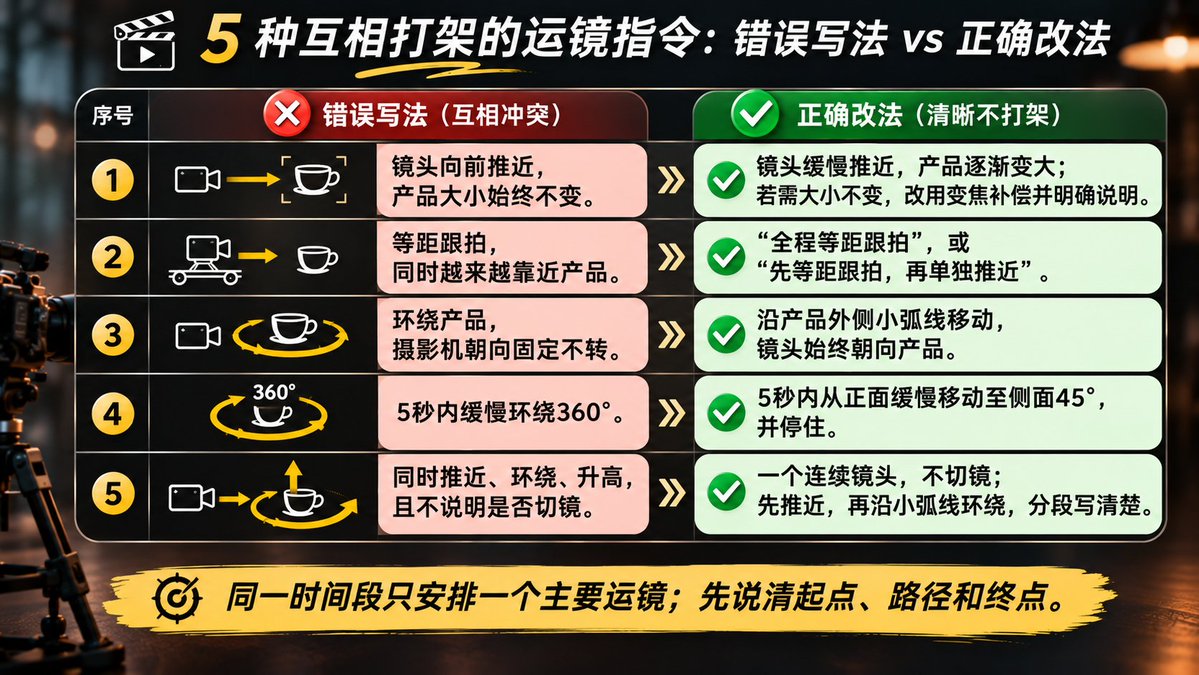 5 种互相打架的运镜指令：错误写法 vs 正确改法
序号
错误写法（互相冲突）
正确改法（清晰不打架）
1
镜头向前推近，
产品大小始终不变。
镜头缓慢推近，产品逐渐变大；
若需大小不变，改用变焦补偿并明确说明。
2
等距跟拍，
同时越来越靠近产品。
“全程等距跟拍”，或
“先等距跟拍，再单独推近”。
3
环绕产品，
摄影机朝向固定不转。
沿产品外侧小弧线移动，
镜头始终朝向产品。
4
360°
5秒内缓慢环绕360°。
5秒内从正面缓慢移动至侧面45°，
并停住。
5
同时推近、环绕、升高，
且不说明是否切镜。
一个连续镜头，不切镜；
先推近，再沿小弧线环绕，分段写清楚。
同一时间段只安排一个主要运镜；先说清起点、路径和终点。